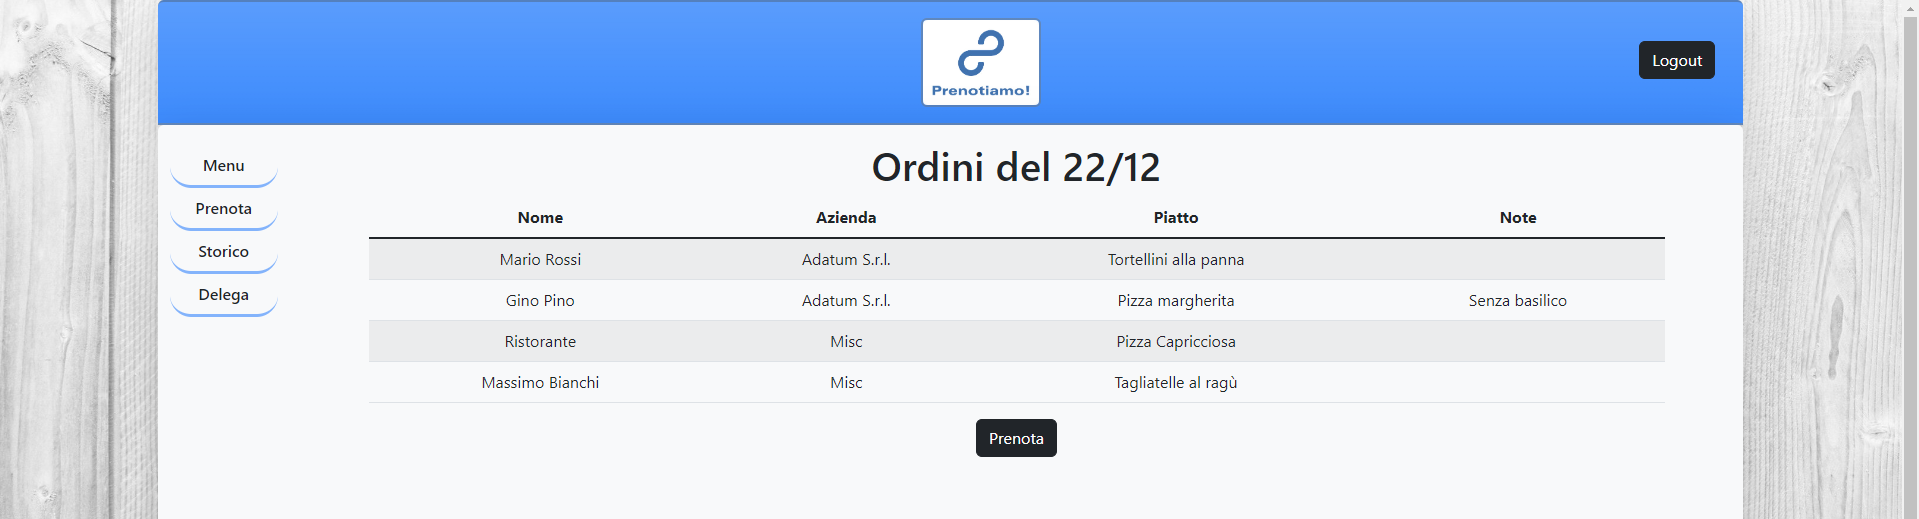 Prenotiamo!
Logout
Menu
Prenota
Storico
Delega
Ordini del 22/12
Nome Azienda Piatto Note
Mario Rossi Adatum S.r.l. Tortellini alla panna
Gino Pino Adatum S.r.l. Pizza margherita Senza basilico
Ristorante Misc Pizza Capricciosa
Massimo Bianchi Misc Tagliatelle al ragù
Prenota